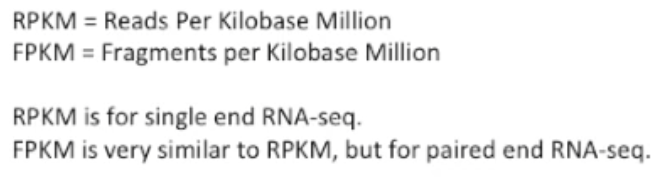 RPKM = Reads Per Kilobase Million
FPKM = Fragments per Kilobase Million
RPKM is for single end RNA-seq.
FPKM is very similar to RPKM, but for paired end RNA-seq.